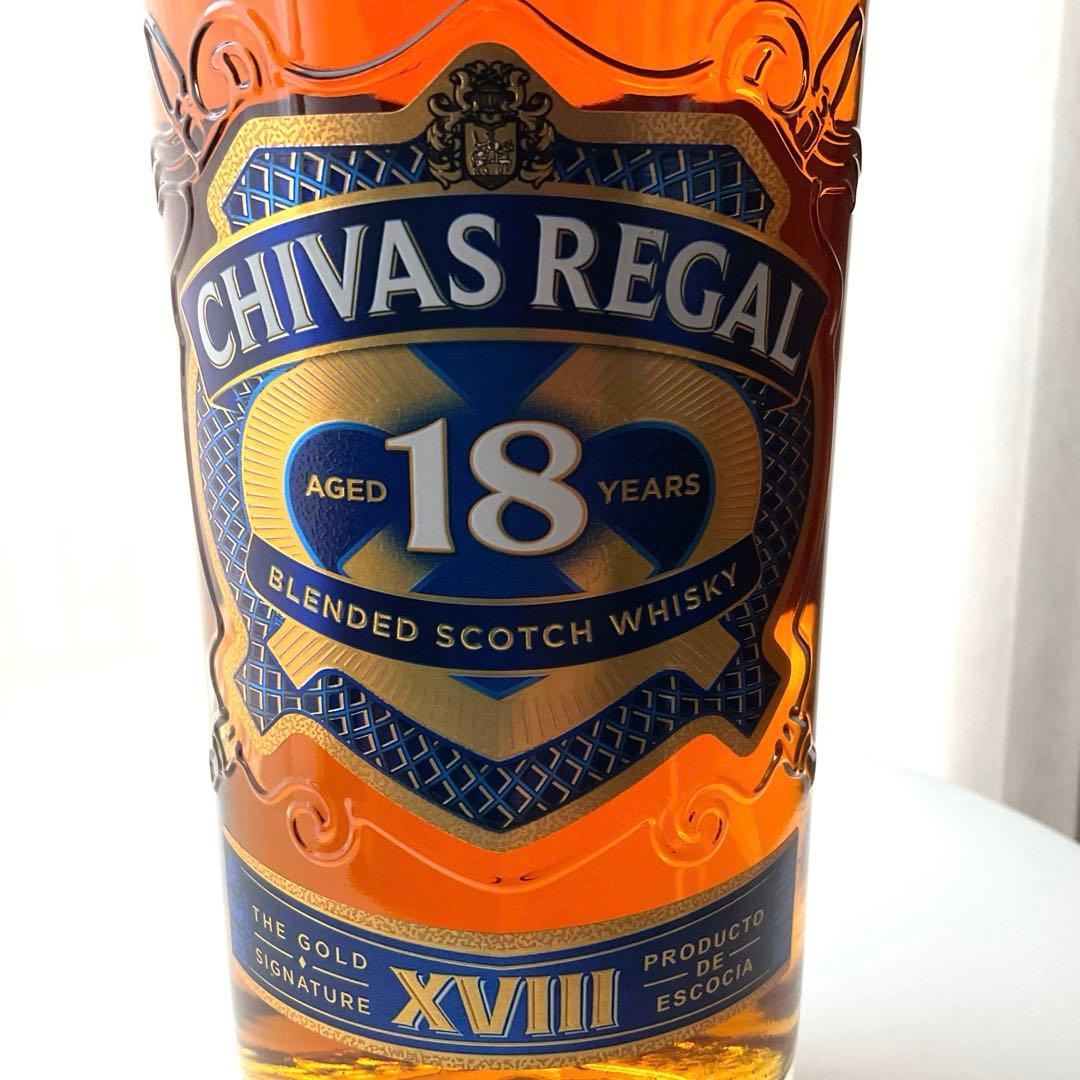 CHIVAS REGAL
AGED 18 YEARS
BLENDED SCOTCH WHISKY
THE GOLD
SIGNATURE
XVIII
PRODUCTO
DE
ESCOCIA